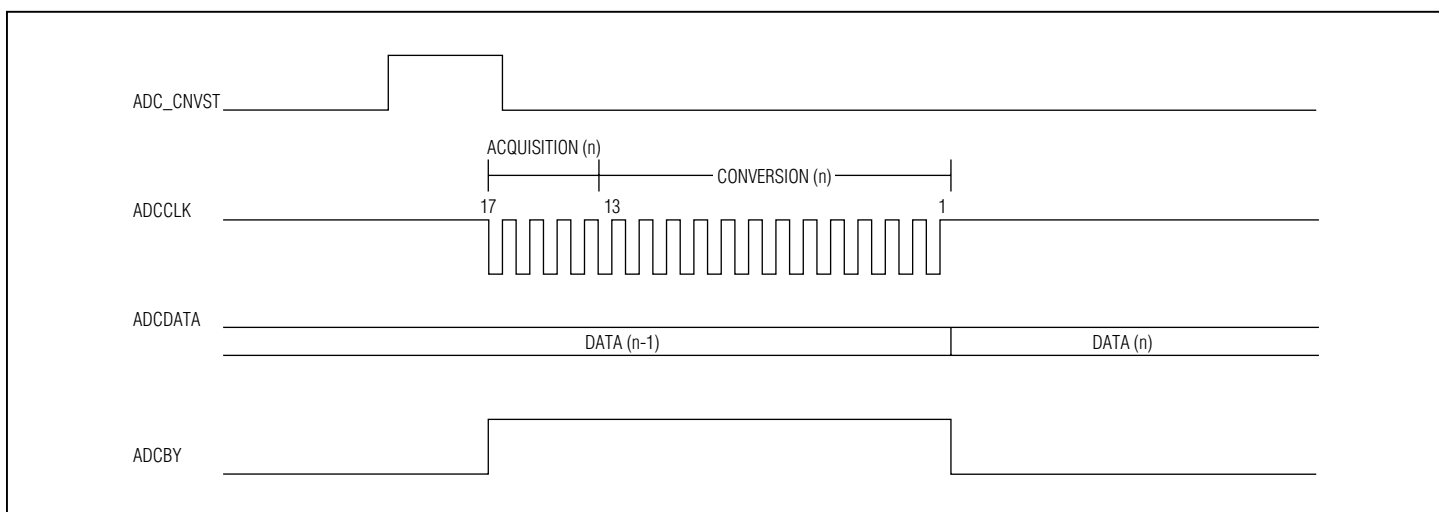 ADC_CNVST
ACQUISITION (n)
CONVERSION (n)
ADCCLK
17 13 1
ADCDATA
DATA (n-1) DATA (n)
ADCBY